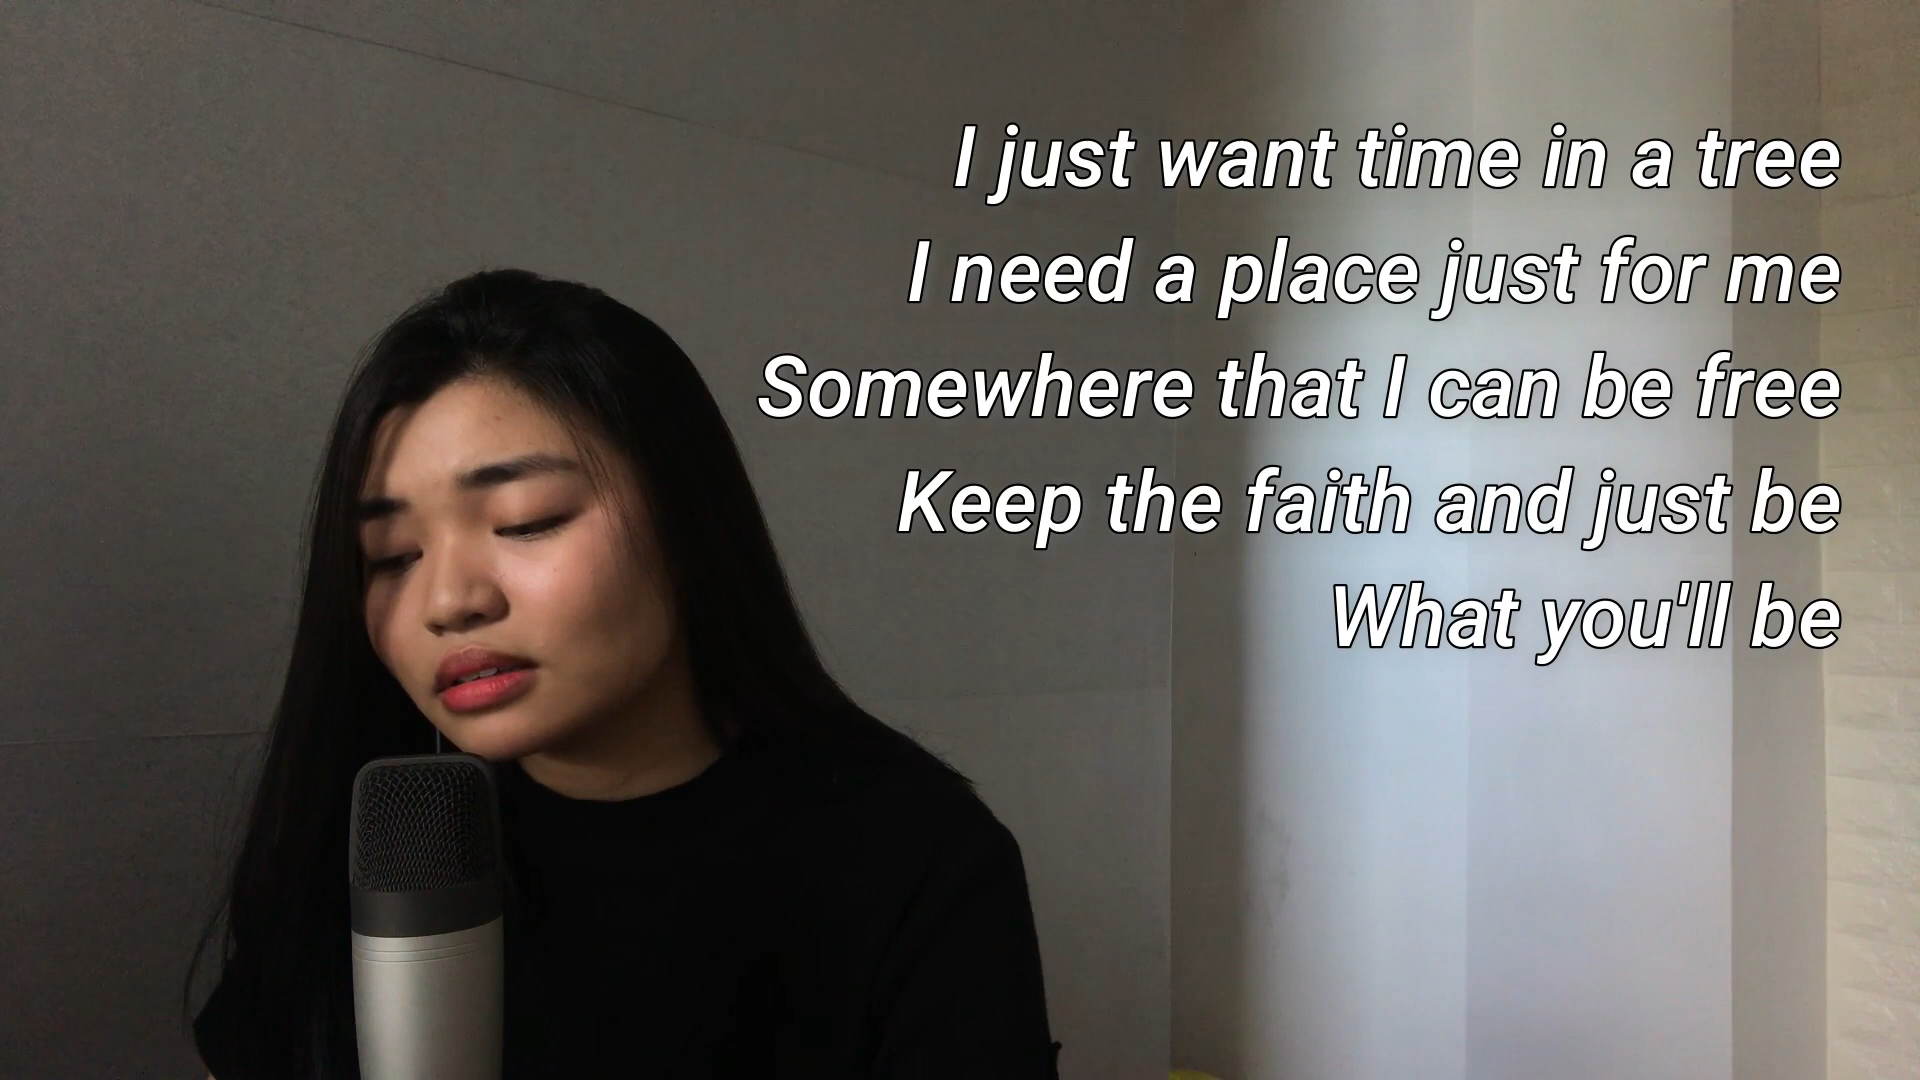 I just want time in a tree
I need a place just for me
Somewhere that I can be free
Keep the faith and just be
What you'll be